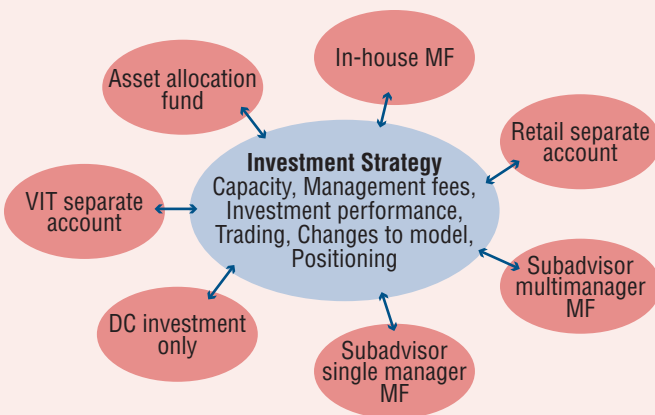 In-house MF
Asset allocation
fund
Retail separate
account
Investment Strategy
Capacity, Management fees,
Investment performance,
Trading, Changes to model,
Positioning
VIT separate
account
Subadvisor
multimanager
MF
DC investment
only
Subadvisor
single manager
MF